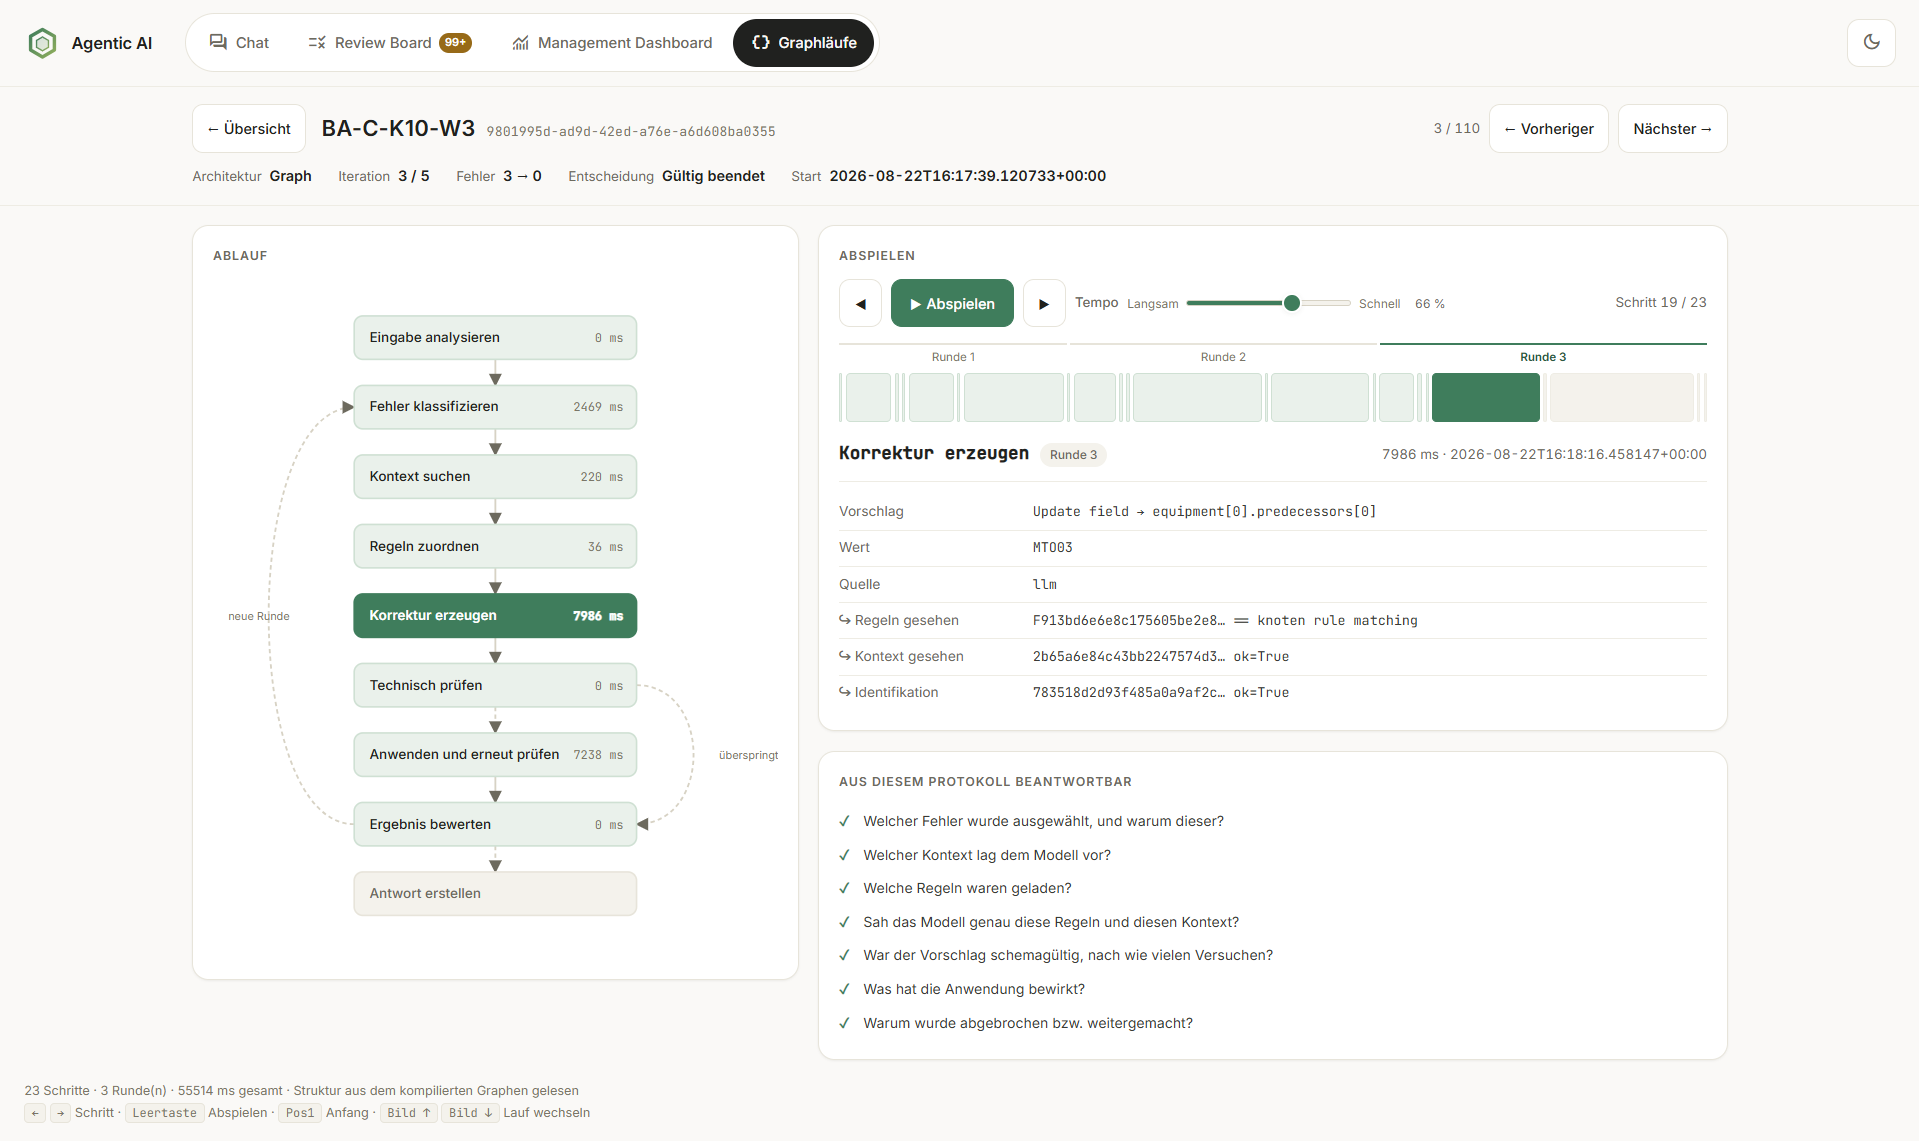 Agentic AI
Chat
Review Board 99+
Management Dashboard
Graphläufe
← Übersicht
BA-C-K10-W3 9801995d-ad9d-42ed-a76e-a6d608ba0355
3 / 110
← Vorheriger
Nächster →
Architektur Graph Iteration 3 / 5 Fehler 3 → 0 Entscheidung Gültig beendet Start 2026-08-22T16:17:39.120733+00:00
ABLAUF
Eingabe analysieren 0 ms
Fehler klassifizieren 2469 ms
Kontext suchen 220 ms
Regeln zuordnen 36 ms
neue Runde
Korrektur erzeugen 7986 ms
Technisch prüfen 0 ms
Anwenden und erneut prüfen 7238 ms
überspringt
Ergebnis bewerten 0 ms
Antwort erstellen
ABSPIELEN
◀ ▶ Abspielen ▶ Tempo Langsam Schnell 66 % Schritt 19 / 23
Runde 1 Runde 2 Runde 3
Korrektur erzeugen Runde 3 7986 ms · 2026-08-22T16:18:16.458147+00:00
Vorschlag Update field → equipment[0].predecessors[0]
Wert MTO03
Quelle llm
↪ Regeln gesehen F913bd6e6e8c175605be2e8… == knoten rule matching
↪ Kontext gesehen 2b65a6e84c43bb2247574d3… ok=True
↪ Identifikation 783518d2d93f485a0a9af2c… ok=True
AUS DIESEM PROTOKOLL BEANTWORTBAR
✓ Welcher Fehler wurde ausgewählt, und warum dieser?
✓ Welcher Kontext lag dem Modell vor?
✓ Welche Regeln waren geladen?
✓ Sah das Modell genau diese Regeln und diesen Kontext?
✓ War der Vorschlag schemagültig, nach wie vielen Versuchen?
✓ Was hat die Anwendung bewirkt?
✓ Warum wurde abgebrochen bzw. weitergemacht?
23 Schritte · 3 Runde(n) · 55514 ms gesamt · Struktur aus dem kompilierten Graphen gelesen
← → Schritt · Leertaste Abspielen · Pos1 Anfang · Bild ↑ Bild ↓ Lauf wechseln